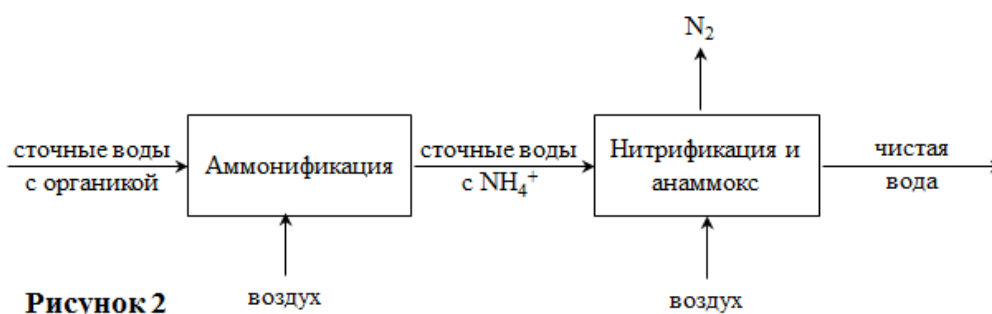 N₂
сточные воды
с органикой
Аммонификация
сточные воды
с NH₄⁺
Нитрификация и
анаммокс
чистая
вода
воздух
воздух
Рисунок 2